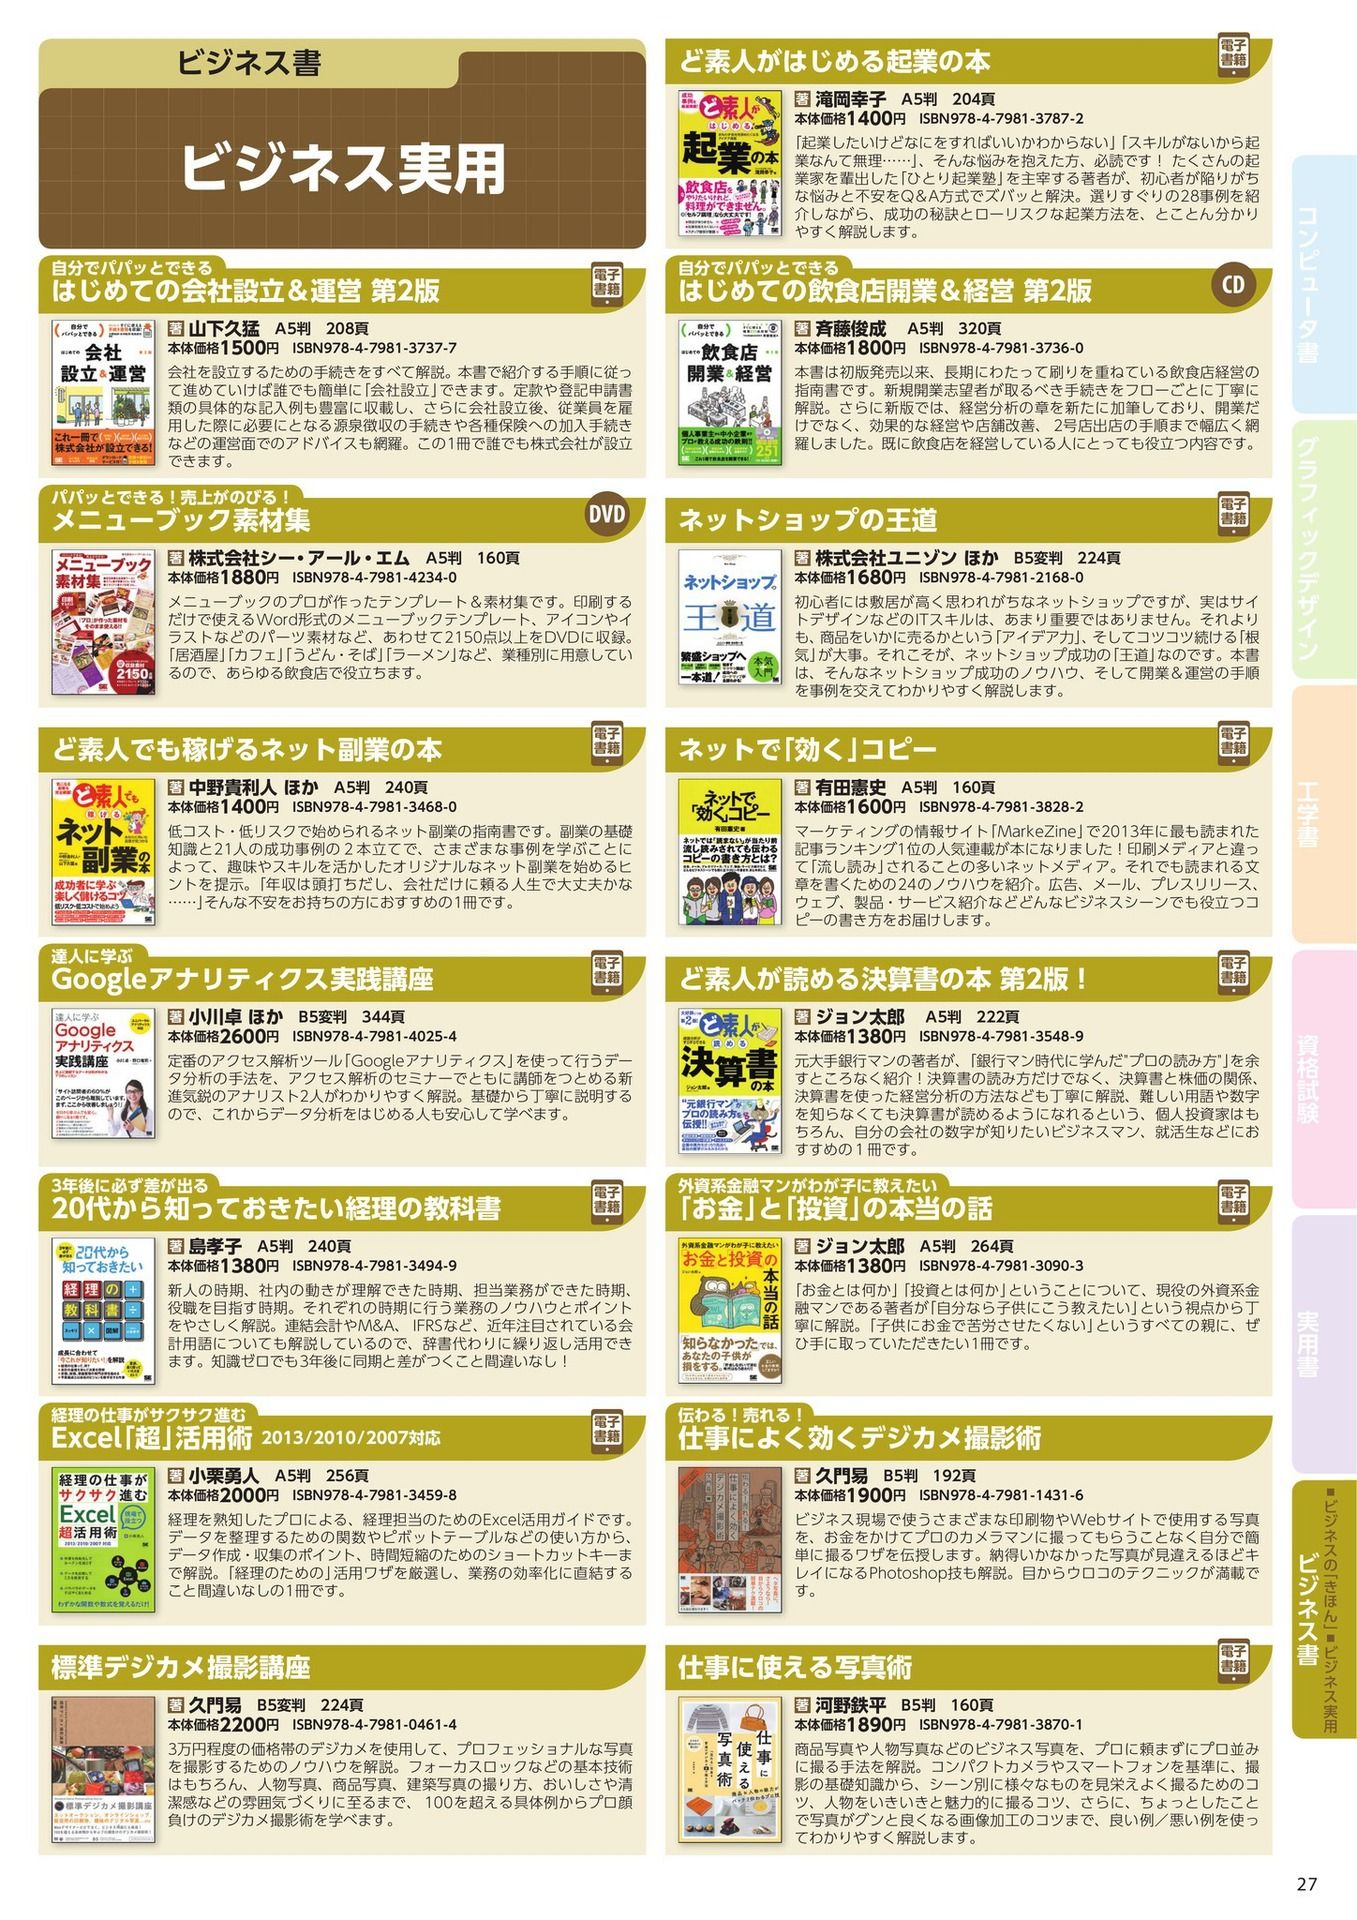 ビジネス書
ビジネス実用
ど素人がはじめる起業の本
電子書籍
著 滝岡幸子 A5判 204頁
本体価格1400円 ISBN978-4-7981-3787-2
「起業したいけどなにをすればいいかわからない」「スキルがないから起
業なんて無理……」、そんな悩みを抱えた方、必読です！ たくさんの起
業家を輩出した「ひとり起業塾」を主宰する著者が、初心者が陥りがち
な悩みと不安をQ&A方式でズバッと解決。選りすぐりの28事例を紹
介しながら、成功の秘訣とローリスクな起業方法を、とことん分かり
やすく解説します。
自分でパパッとできる
はじめての会社設立＆運営 第2版
電子書籍
著 山下久猛 A5判 208頁
本体価格1500円 ISBN978-4-7981-3737-7
会社を設立するための手続きをすべて解説。本書で紹介する手順に従っ
て進めていけば誰でも簡単に「会社設立」できます。定款や登記申請書
類の具体的な記入例も豊富に収載し、さらに会社設立後、従業員を雇
用した際に必要にとなる源泉徴収の手続きや各種保険への加入手続き
などの運営面でのアドバイスも網羅。この1冊で誰でも株式会社が設立
できます。
自分でパパッとできる
はじめての飲食店開業＆経営 第2版
CD
著 斉藤俊成 A5判 320頁
本体価格1800円 ISBN978-4-7981-3736-0
本書は初版発売以来、長期にわたって刷りを重ねている飲食店経営の
指南書です。新規開業志望者が取るべき手続きをフローごとに丁寧に
解説。さらに新版では、経営分析の章を新たに加筆しており、開業だ
けでなく、効果的な経営や店舗改善、2号店出店の手順まで幅広く網
羅しました。既に飲食店を経営している人にとっても役立つ内容です。
パパッとできる！売上がのびる！
メニューブック素材集
DVD
著 株式会社シー・アール・エム A5判 160頁
本体価格1880円 ISBN978-4-7981-4234-0
メニューブックのプロが作ったテンプレート＆素材集です。印刷する
だけで使えるWord形式のメニューブックテンプレート、アイコンやイ
ラストなどのパーツ素材など、あわせて2150点以上をDVDに収録。
「居酒屋」「カフェ」「うどん・そば」「ラーメン」など、業種別に用意してい
るので、あらゆる飲食店で役立ちます。
ネットショップの王道
電子書籍
著 株式会社ユニゾン ほか B5変判 224頁
本体価格1680円 ISBN978-4-7981-2168-0
初心者には敷居が高く思われがちなネットショップですが、実はサイ
トデザインなどのITスキルは、あまり重要ではありません。それより
も、商品をいかに売るかという「アイデア力」、そしてコツコツ続ける「根
気」が大事。それこそが、ネットショップ成功の「王道」なのです。本書
は、そんなネットショップ成功のノウハウ、そして開業＆運営の手順
を事例を交えてわかりやすく解説します。
ど素人でも稼げるネット副業の本
電子書籍
著 中野貴利人 ほか A5判 240頁
本体価格1400円 ISBN978-4-7981-3468-0
低コスト・低リスクで始められるネット副業の指南書です。副業の基礎
知識と21人の成功事例の２本立てで、さまざまな事例を学ぶことに
よって、趣味やスキルを活かしたオリジナルなネット副業を始めるヒ
ントを提示。「年収は頭打ちだし、会社だけに頼る人生で大丈夫かな
……」そんな不安をお持ちの方におすすめの1冊です。
ネットで「効く」コピー
電子書籍
著 有田憲史 A5判 160頁
本体価格1600円 ISBN978-4-7981-3828-2
マーケティングの情報サイト「MarkeZine」で2013年に最も読まれた
記事ランキング1位の人気連載が本になりました！印刷メディアと違っ
て「流し読み」されることの多いネットメディア。それでも読まれる文
章を書くための24のノウハウを紹介。広告、メール、プレスリリース、
ウェブ、製品・サービス紹介などどんなビジネスシーンでも役立つコ
ピーの書き方をお届けします。
達人に学ぶ
Googleアナリティクス実践講座
電子書籍
著 小川卓 ほか B5変判 344頁
本体価格2600円 ISBN978-4-7981-4025-4
定番のアクセス解析ツール「Googleアナリティクス」を使って行うデー
タ分析の手法を、アクセス解析のセミナーでともに講師をつとめる新
進気鋭のアナリスト2人がわかりやすく解説。基礎から丁寧に説明する
ので、これからデータ分析をはじめる人も安心して学べます。
ど素人が読める決算書の本 第2版！
電子書籍
著 ジョン太郎 A5判 222頁
本体価格1380円 ISBN978-4-7981-3548-9
元大手銀行マンの著者が、「銀行マン時代に学んだ"プロの読み方"」を余
すところなく紹介！決算書の読み方だけでなく、決算書と株価の関係、
決算書を使った経営分析の方法なども丁寧に解説、難しい用語や数字
を知らなくても決算書が読めるようになれるという、個人投資家はも
ちろん、自分の会社の数字が知りたいビジネスマン、就活生などにお
すすめの１冊です。
3年後に必ず差が出る
20代から知っておきたい経理の教科書
電子書籍
著 島孝子 A5判 240頁
本体価格1380円 ISBN978-4-7981-3494-9
新人の時期、社内の動きが理解できた時期、担当業務ができた時期、
役職を目指す時期。それぞれの時期に行う業務のノウハウとポイント
をやさしく解説。連結会計やM&A、IFRSなど、近年注目されている会
計用語についても解説しているので、辞書代わりに繰り返し活用でき
ます。知識ゼロでも3年後に同期と差がつくこと間違いなし！
外資系金融マンがわが子に教えたい
「お金」と「投資」の本当の話
電子書籍
著 ジョン太郎 A5判 264頁
本体価格1380円 ISBN978-4-7981-3090-3
「お金とは何か」「投資とは何か」ということについて、現役の外資系金
融マンである著者が「自分なら子供にこう教えたい」という視点から丁
寧に解説。「子供にお金で苦労させたくない」というすべての親に、ぜ
ひ手に取っていただきたい1冊です。
経理の仕事がサクサク進む
Excel「超」活用術 2013/2010/2007対応
電子書籍
著 小栗勇人 A5判 256頁
本体価格2000円 ISBN978-4-7981-3459-8
経理を熟知したプロによる、経理担当のためのExcel活用ガイドです。
データを整理するための関数やピボットテーブルなどの使い方から、
データ作成・収集のポイント、時間短縮のためのショートカットキーま
で解説。「経理のための」活用ワザを厳選し、業務の効率化に直結する
こと間違いなしの1冊です。
伝わる！売れる！
仕事によく効くデジカメ撮影術
著 久門易 B5判 192頁
本体価格1900円 ISBN978-4-7981-1431-6
ビジネス現場で使うさまざまな印刷物やWebサイトで使用する写真
を、お金をかけてプロのカメラマンに撮ってもらうことなく自分で簡
単に撮るワザを伝授します。納得いかなかった写真が見違えるほどキ
レイになるPhotoshop技も解説。目からウロコのテクニックが満載で
す。
標準デジカメ撮影講座
著 久門易 B5変判 224頁
本体価格2200円 ISBN978-4-7981-0461-4
3万円程度の価格帯のデジカメを使用して、プロフェッショナルな写真
を撮影するためのノウハウを解説。フォーカスロックなどの基本技術
はもちろん、人物写真、商品写真、建築写真の撮り方、おいしさや清
潔感などの雰囲気づくりに至るまで、100を超える具体例からプロ顔
負けのデジカメ撮影術を学べます。
仕事に使える写真術
電子書籍
著 河野鉄平 B5判 160頁
本体価格1890円 ISBN978-4-7981-3870-1
商品写真や人物写真などのビジネス写真を、プロに頼まずにプロ並み
に撮る手法を解説。コンパクトカメラやスマートフォンを基準に、撮
影の基礎知識から、シーン別に様々なものを見栄えよく撮るためのコ
ツ、人物をいきいきと魅力的に撮るコツ、さらに、ちょっとしたこと
で写真がグンと良くなる画像加工のコツまで、良い例／悪い例を使っ
てわかりやすく解説します。
コンピュータ書
グラフィックデザイン
工学書
資格試験
実用書
ビジネス書
■ビジネスの「きほん」■ビジネス実用
27